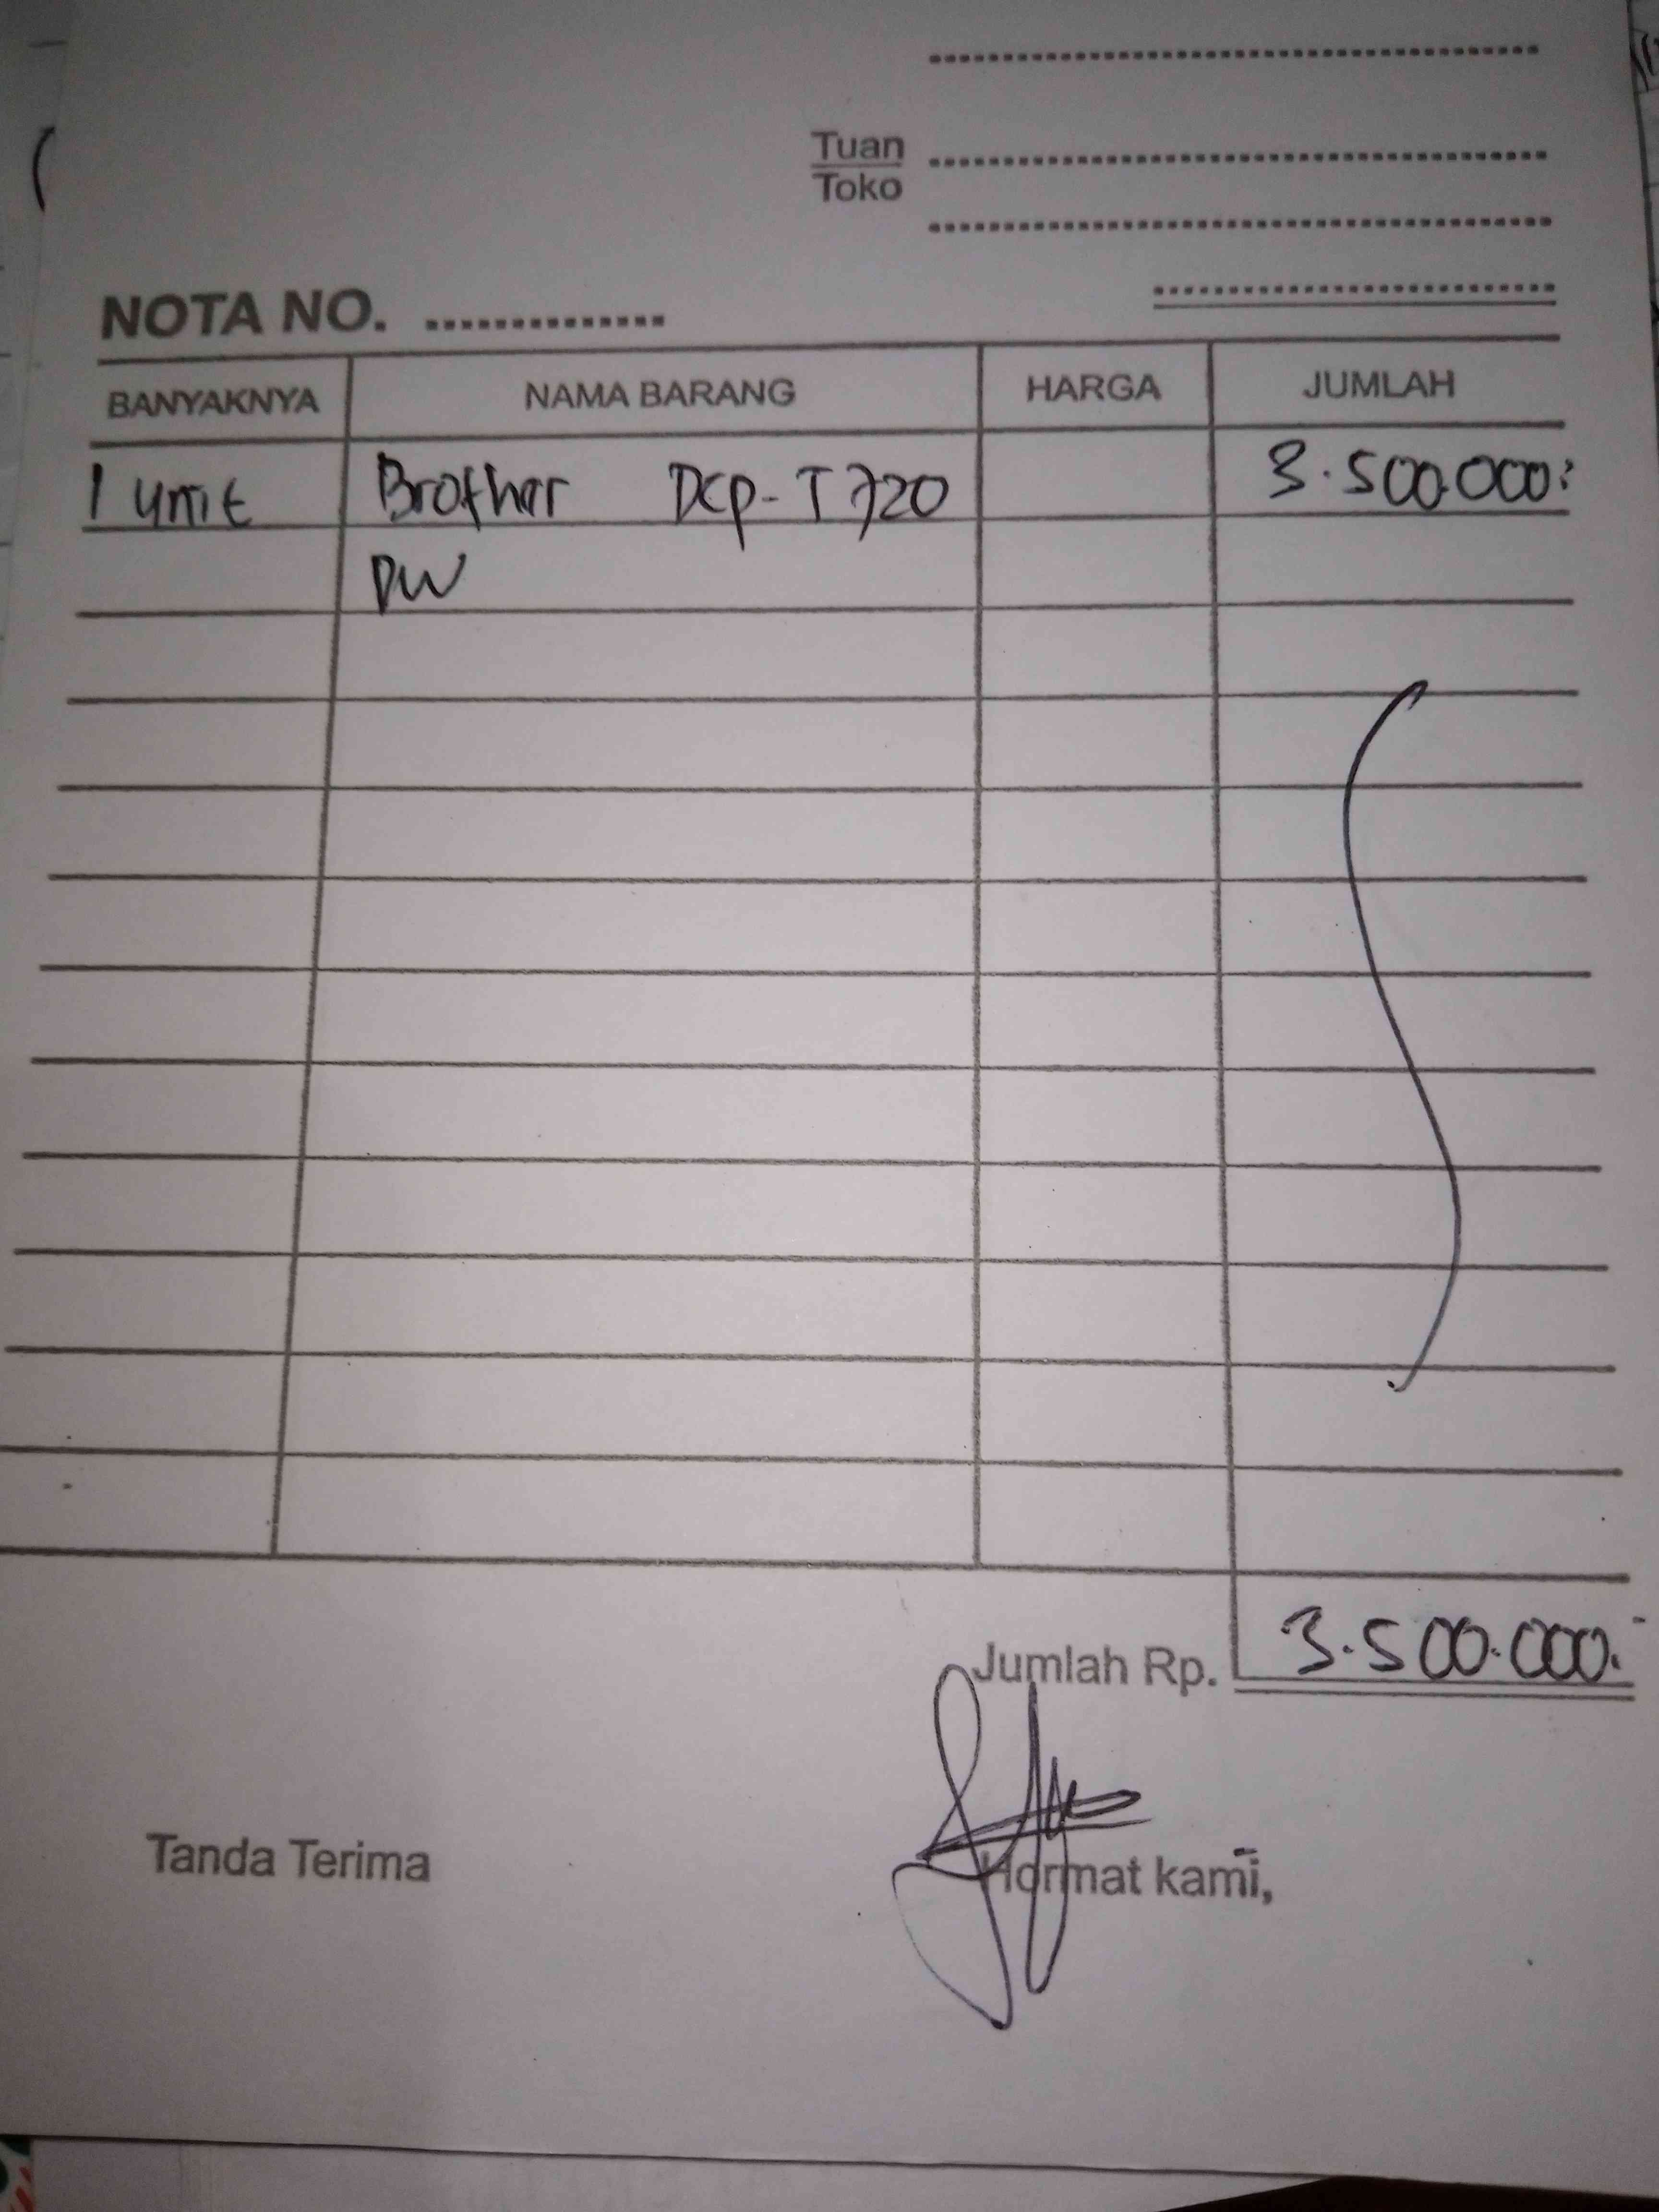 Tuan
Toko
NOTA NO. ..............
BANYAKNYA NAMA BARANG HARGA JUMLAH
1 unit Brother Dcp-T720 3.500.000.-
DW
Jumlah Rp. 3.500.000.-
Tanda Terima Hormat kami,